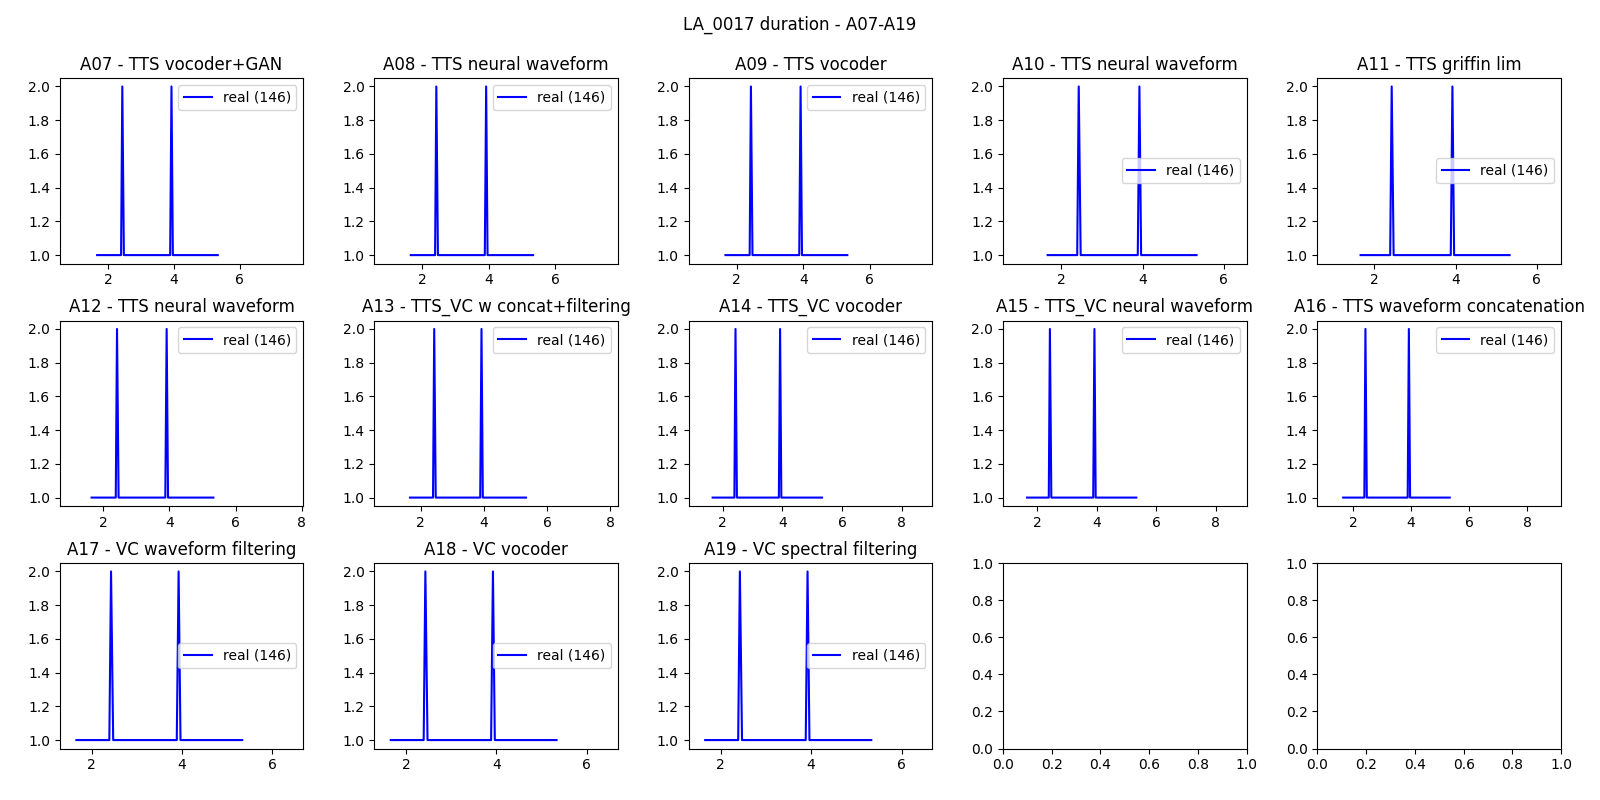 LA_0017 duration - A07-A19
A07 - TTS vocoder+GAN
A08 - TTS neural waveform
A09 - TTS vocoder
A10 - TTS neural waveform
A11 - TTS griffin lim
2.0 1.8 1.6 1.4 1.2 1.0
real (146)
2 4 6
2.0 1.8 1.6 1.4 1.2 1.0
real (146)
2 4 6
2.0 1.8 1.6 1.4 1.2 1.0
real (146)
2 4 6
2.0 1.8 1.6 1.4 1.2 1.0
real (146)
2 4 6
2.0 1.8 1.6 1.4 1.2 1.0
real (146)
2 4 6
A12 - TTS neural waveform
A13 - TTS_VC w concat+filtering
A14 - TTS_VC vocoder
A15 - TTS_VC neural waveform
A16 - TTS waveform concatenation
2.0 1.8 1.6 1.4 1.2 1.0
real (146)
2 4 6 8
2.0 1.8 1.6 1.4 1.2 1.0
real (146)
2 4 6 8
2.0 1.8 1.6 1.4 1.2 1.0
real (146)
2 4 6 8
2.0 1.8 1.6 1.4 1.2 1.0
real (146)
2 4 6 8
2.0 1.8 1.6 1.4 1.2 1.0
real (146)
2 4 6 8
A17 - VC waveform filtering
A18 - VC vocoder
A19 - VC spectral filtering
2.0 1.8 1.6 1.4 1.2 1.0
real (146)
2 4 6
2.0 1.8 1.6 1.4 1.2 1.0
real (146)
2 4 6
2.0 1.8 1.6 1.4 1.2 1.0
real (146)
2 4 6
1.0 0.8 0.6 0.4 0.2 0.0
0.0 0.2 0.4 0.6 0.8 1.0
1.0 0.8 0.6 0.4 0.2 0.0
0.0 0.2 0.4 0.6 0.8 1.0